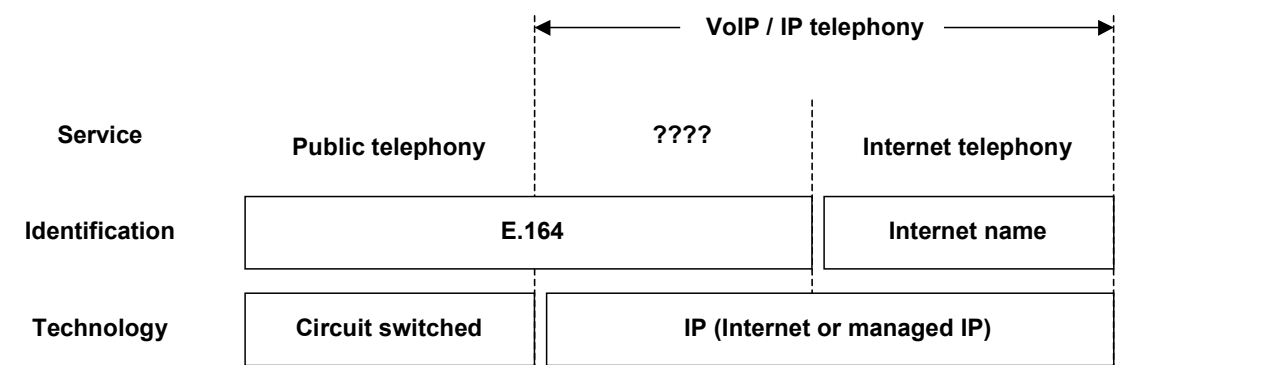 VoIP / IP telephony
Service
Public telephony
????
Internet telephony
Identification
E.164
Internet name
Technology
Circuit switched
IP (Internet or managed IP)